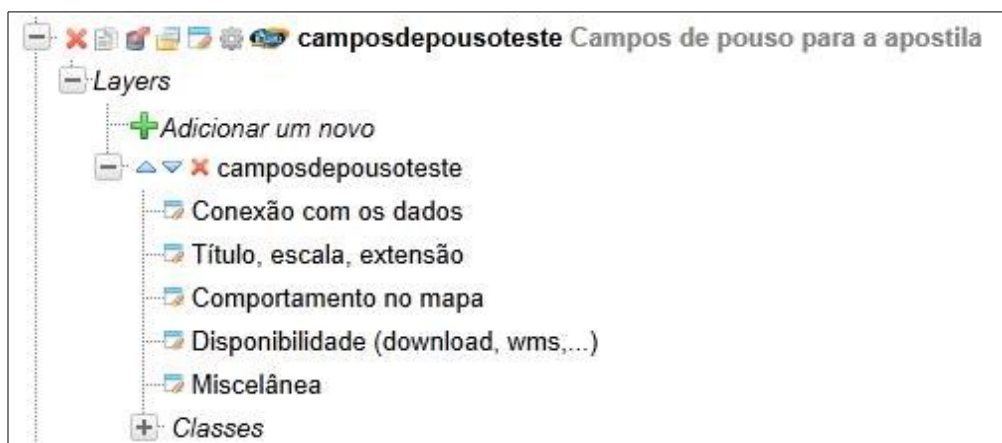 camposdepousoteste Campos de pouso para a apostila
Layers
Adicionar um novo
camposdepousoteste
Conexão com os dados
Título, escala, extensão
Comportamento no mapa
Disponibilidade (download, wms,...)
Miscelânea
Classes